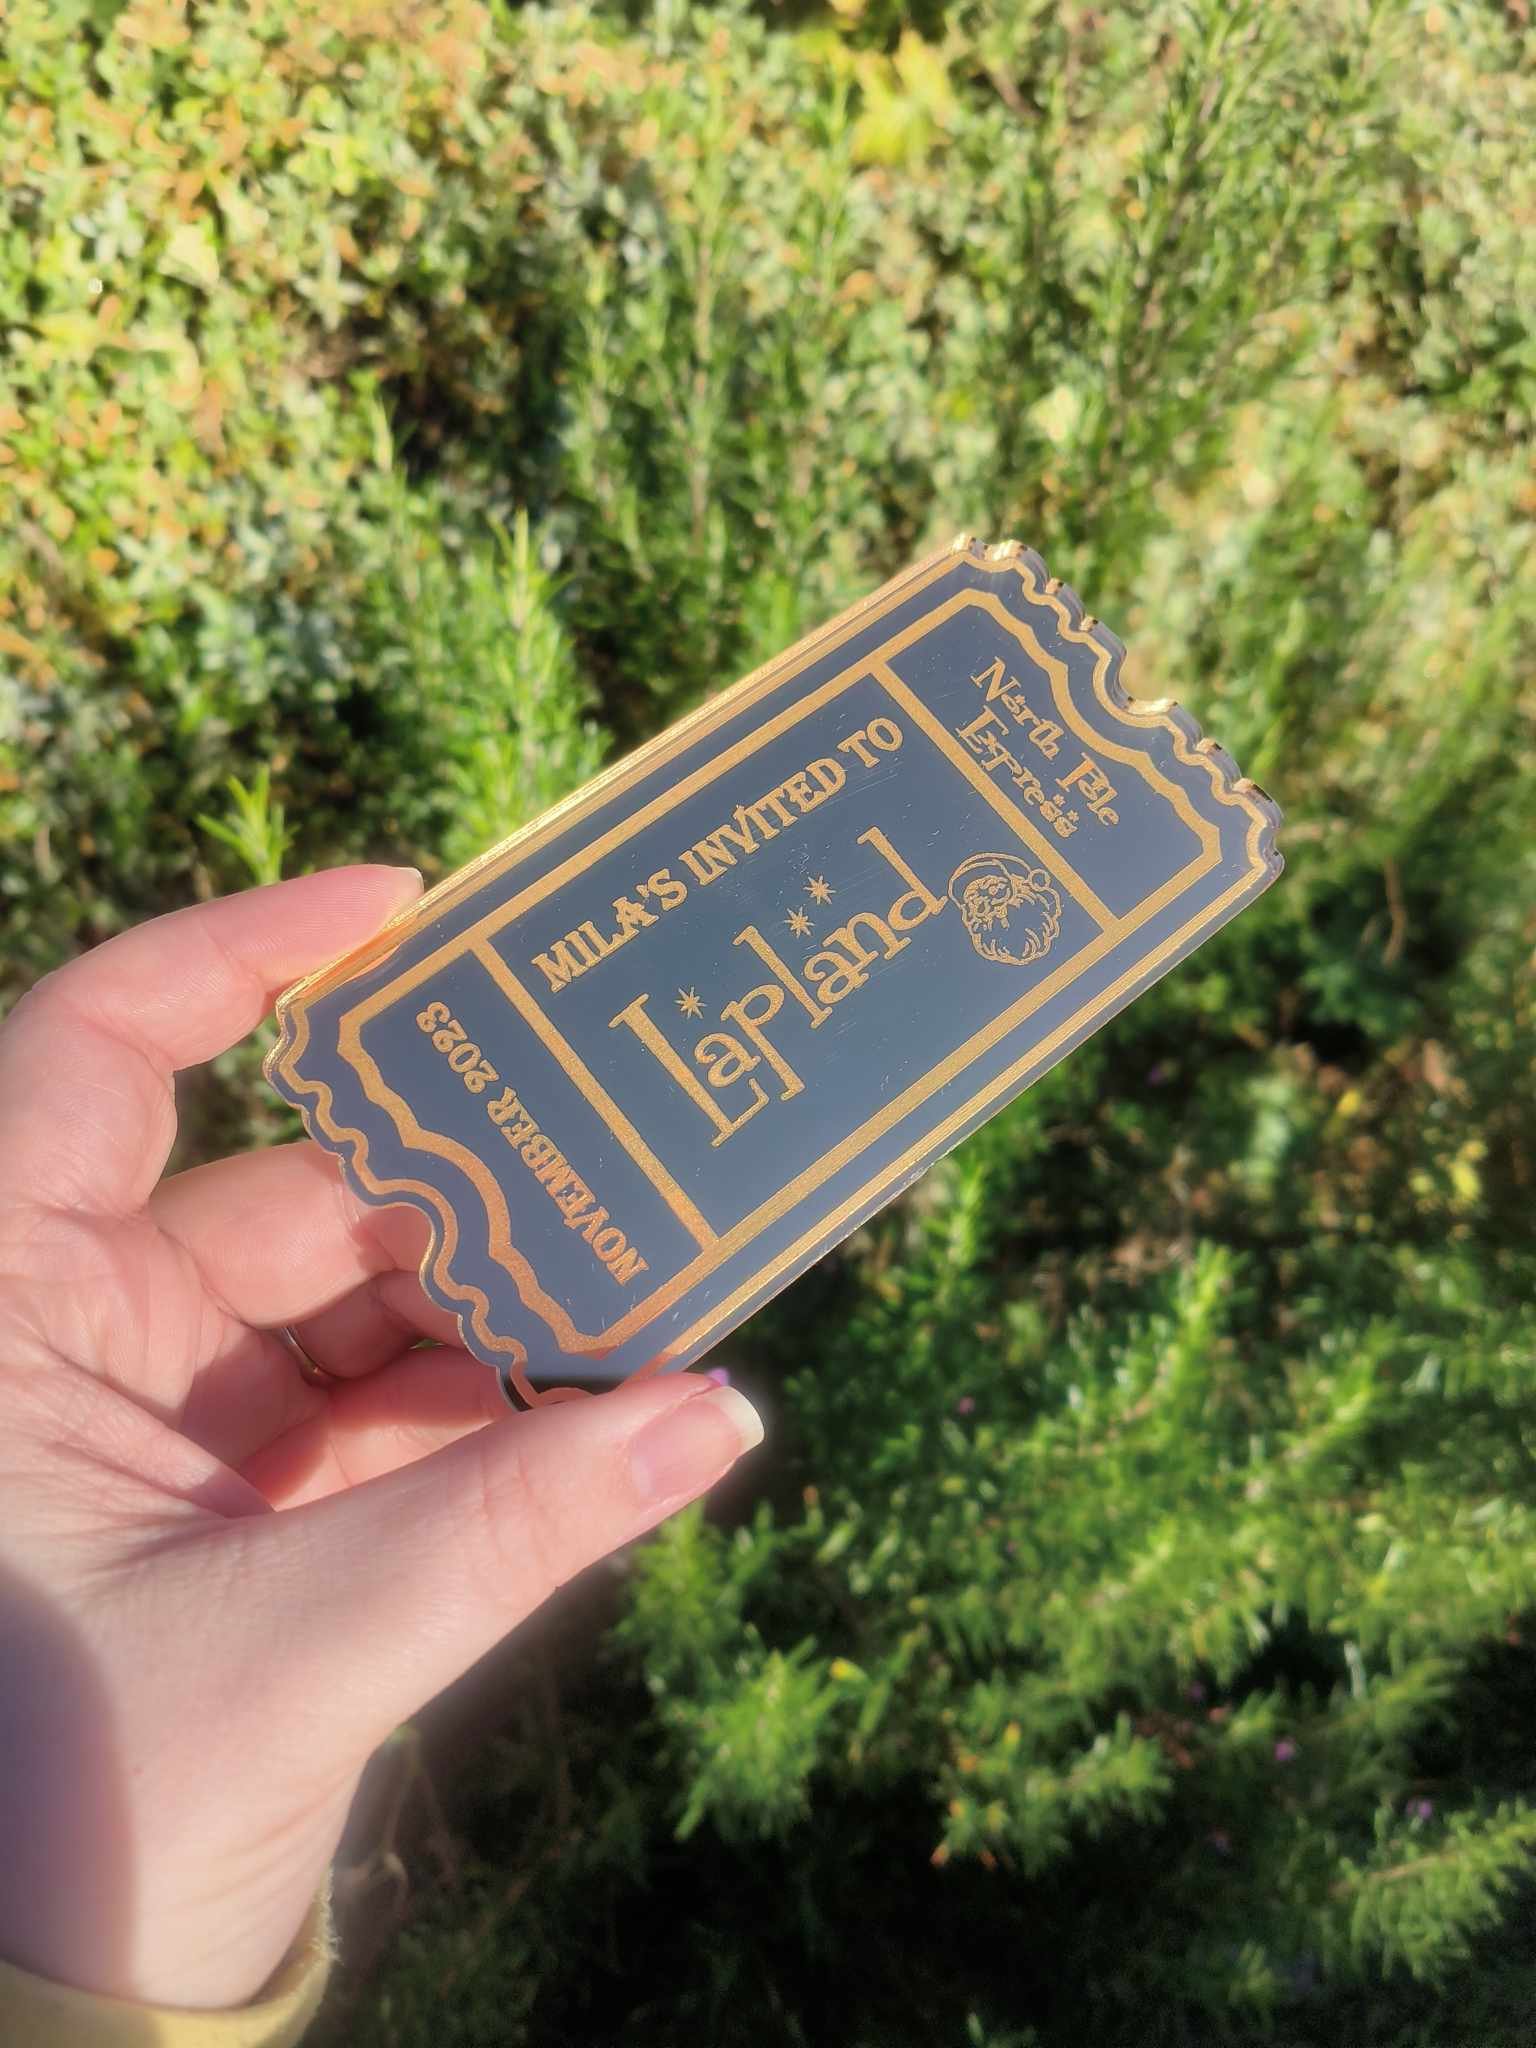 MILA'S INVITED TO
Lapland
NOVEMBER 2023
North Pole
Express